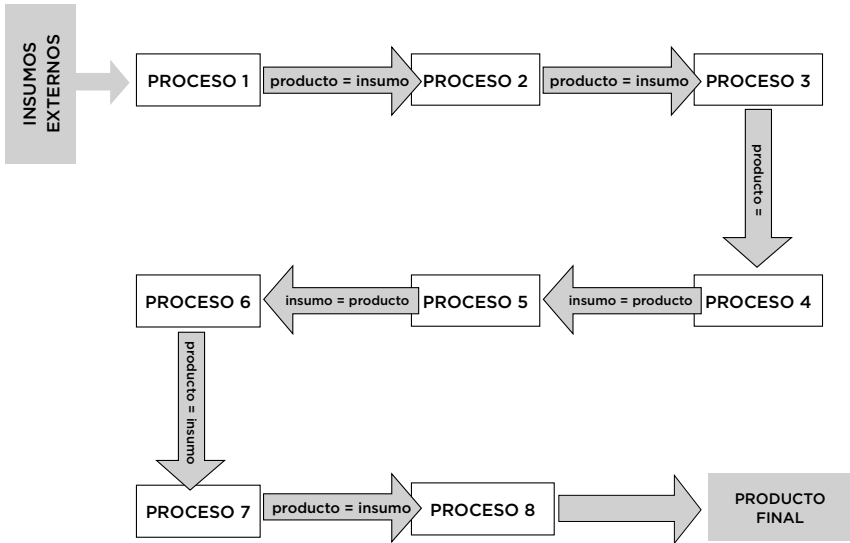 INSUMOS
EXTERNOS
PROCESO 1
producto = insumo
PROCESO 2
producto = insumo
PROCESO 3
producto =
PROCESO 4
insumo = producto
PROCESO 5
insumo = producto
PROCESO 6
producto = insumo
PROCESO 7
producto = insumo
PROCESO 8
PRODUCTO
FINAL